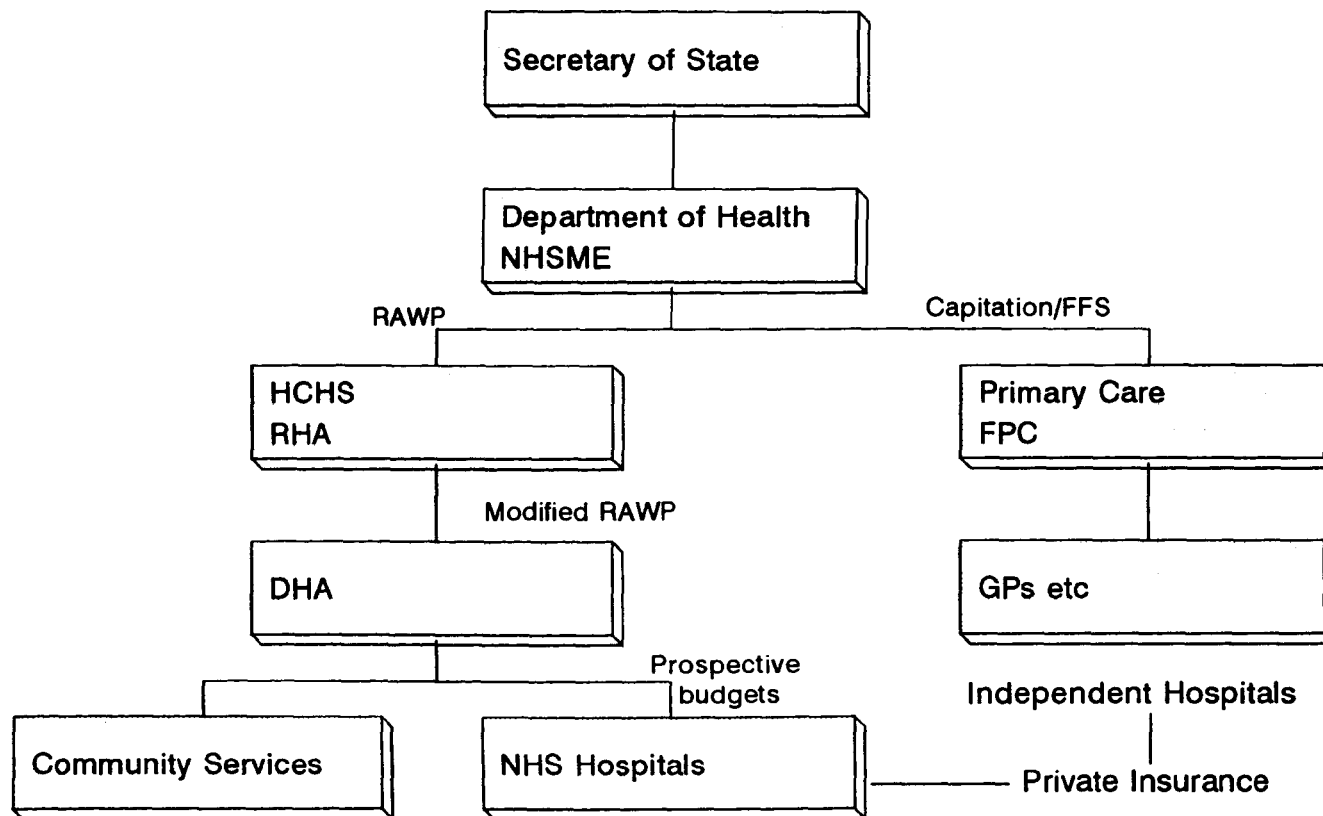 Secretary of State
Department of Health
NHSME
RAWP
Capitation/FFS
HCHS
RHA
Primary Care
FPC
Modified RAWP
DHA
GPs etc
Prospective
budgets
Independent Hospitals
Community Services
NHS Hospitals
Private Insurance